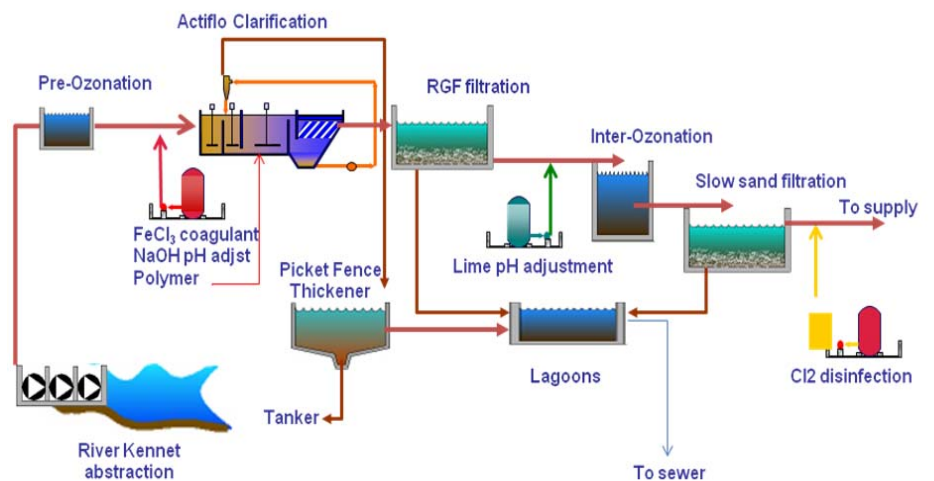 Actiflo Clarification
Pre-Ozonation
RGF filtration
Inter-Ozonation
Slow sand filtration
To supply
FeCl₃ coagulant
NaOH pH adjst
Polymer
Picket Fence
Thickener
Lime pH adjustment
Lagoons
Cl2 disinfection
Tanker
River Kennet
abstraction
To sewer